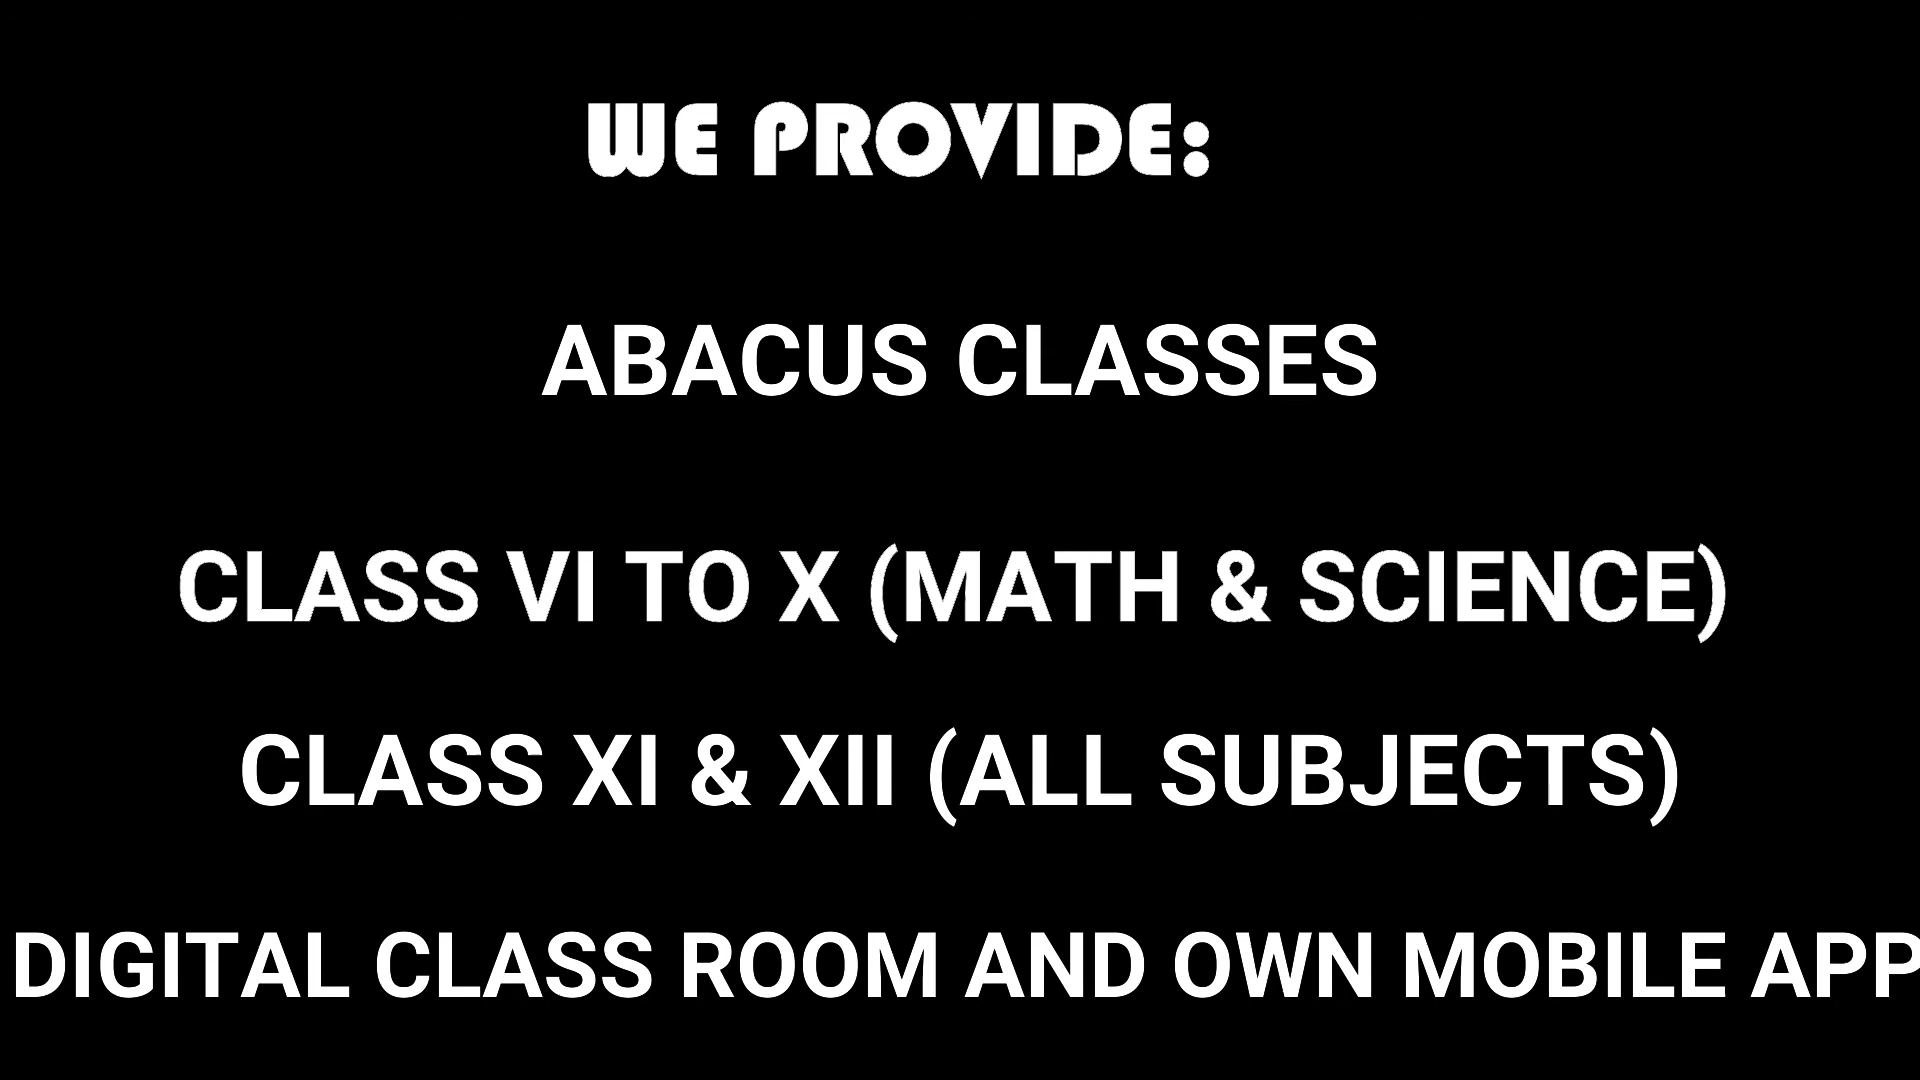 WE PROVIDE:
ABACUS CLASSES
CLASS VI TO X (MATH & SCIENCE)
CLASS XI & XII (ALL SUBJECTS)
DIGITAL CLASS ROOM AND OWN MOBILE APP